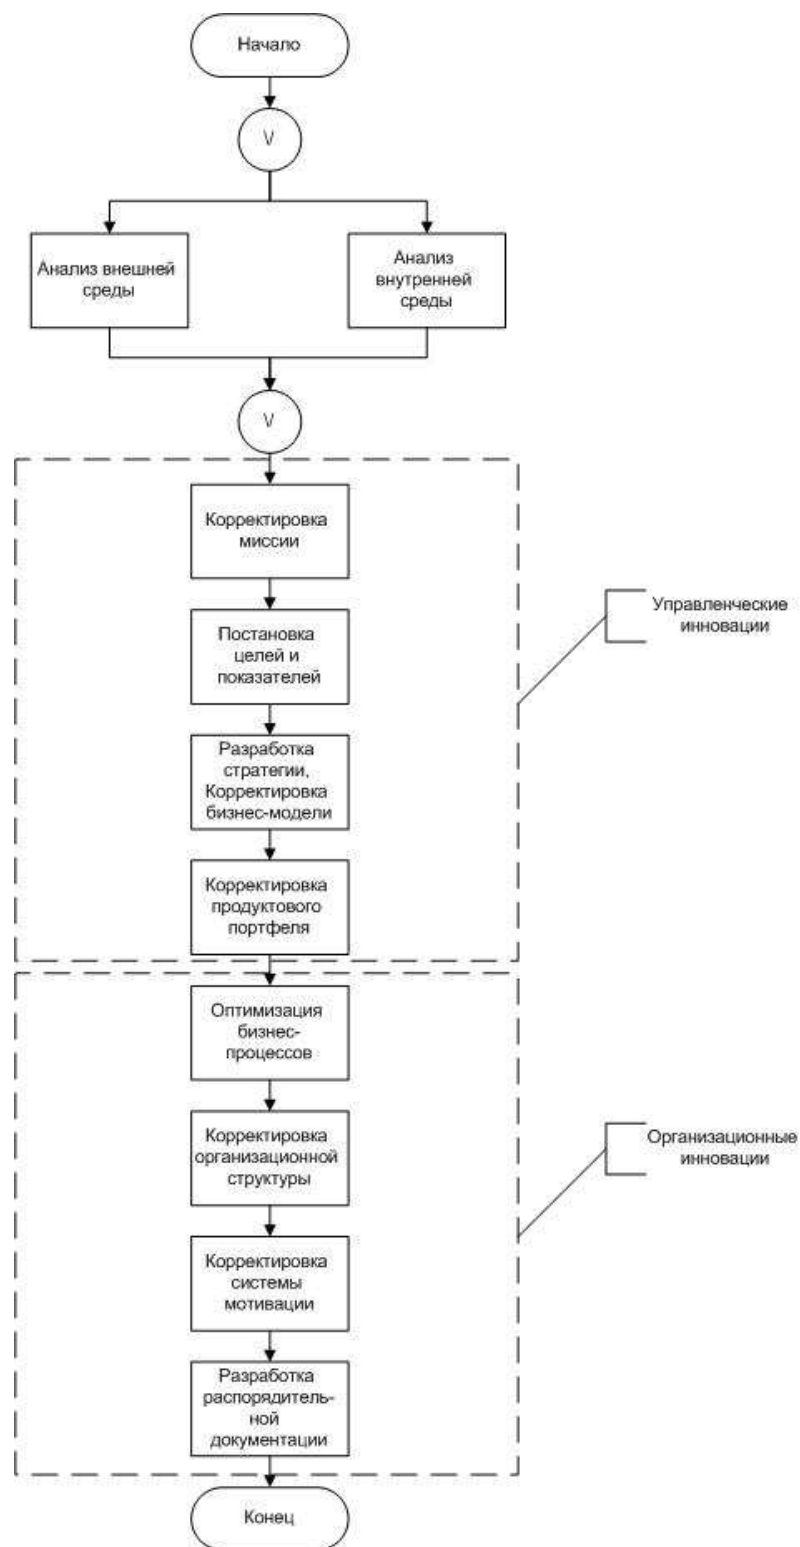 Начало
V
Анализ внешней
среды
Анализ
внутренней
среды
V
Корректировка
миссии
Постановка
целей и
показателей
Разработка
стратегии,
Корректировка
бизнес-модели
Корректировка
продуктового
портфеля
Управленческие
инновации
Оптимизация
бизнес-
процессов
Корректировка
организационной
структуры
Корректировка
системы
мотивации
Разработка
распорядитель-
ной
документации
Организационные
инновации
Конец